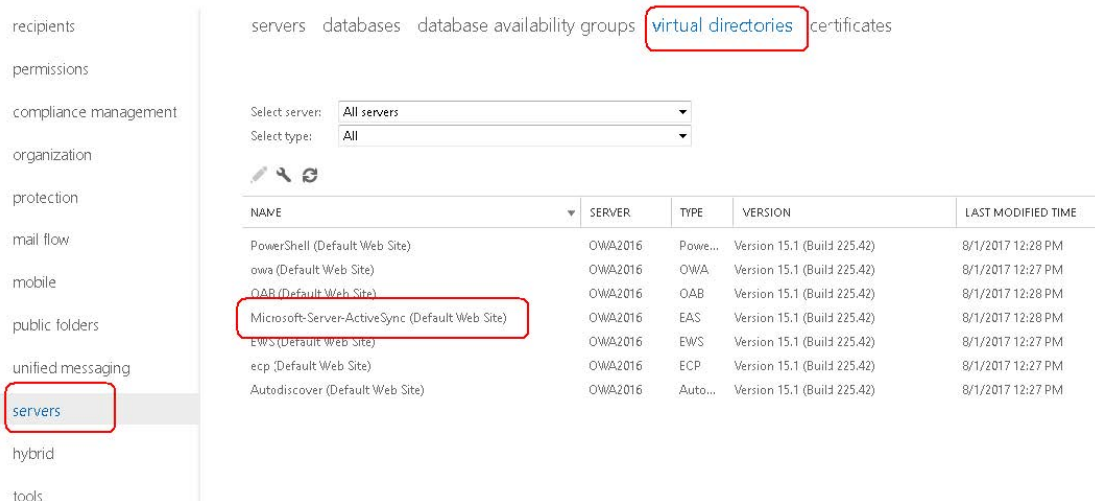 recipients
permissions
compliance management
organization
protection
mail flow
mobile
public folders
unified messaging
servers
hybrid
tools
servers databases database availability groups virtual directories certificates
Select server: All servers
Select type: All
NAME SERVER TYPE VERSION LAST MODIFIED TIME
PowerShell (Default Web Site) OWA2016 Powe... Version 15.1 (Build 225.42) 8/1/2017 12:28 PM
owa (Default Web Site) OWA2016 OWA Version 15.1 (Build 225.42) 8/1/2017 12:27 PM
OAB (Default Web Site) OWA2016 OAB Version 15.1 (Build 225.42) 8/1/2017 12:28 PM
Microsoft-Server-ActiveSync (Default Web Site) OWA2016 EAS Version 15.1 (Build 225.42) 8/1/2017 12:28 PM
EWS (Default Web Site) OWA2016 EWS Version 15.1 (Build 225.42) 8/1/2017 12:27 PM
ecp (Default Web Site) OWA2016 ECP Version 15.1 (Build 225.42) 8/1/2017 12:27 PM
Autodiscover (Default Web Site) OWA2016 Auto... Version 15.1 (Build 225.42) 8/1/2017 12:27 PM